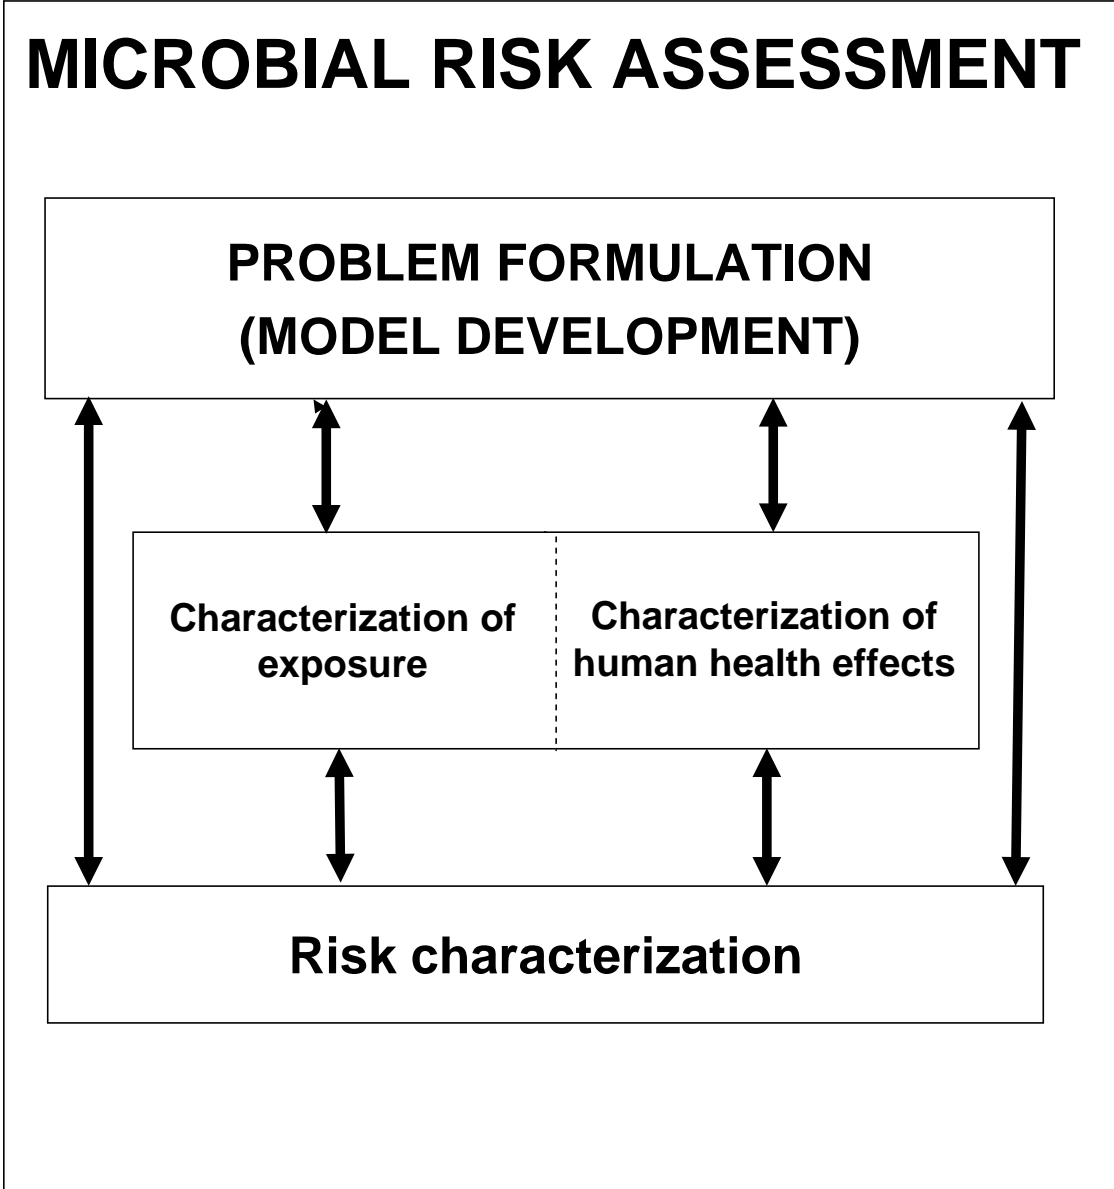 MICROBIAL RISK ASSESSMENT
PROBLEM FORMULATION
(MODEL DEVELOPMENT)
Characterization of
exposure
Characterization of
human health effects
Risk characterization